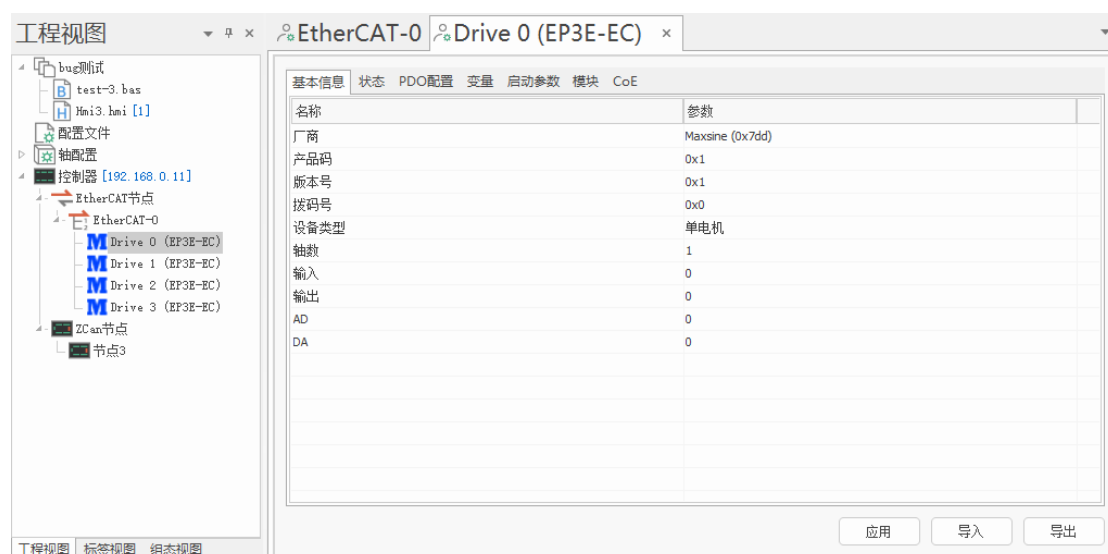 工程视图
EtherCAT-0
Drive 0 (EP3E-EC)
bug测试
test-3.bas
Hmi3.hmi [1]
配置文件
轴配置
控制器 [192.168.0.11]
EtherCAT节点
EtherCAT-0
Drive 0 (EP3E-EC)
Drive 1 (EP3E-EC)
Drive 2 (EP3E-EC)
Drive 3 (EP3E-EC)
ZCan节点
节点3
工程视图 标签视图 组态视图
基本信息 状态 PDO配置 变量 启动参数 模块 CoE
名称 参数
厂商 Maxsine (0x7dd)
产品码 0x1
版本号 0x1
拨码号 0x0
设备类型 单电机
轴数 1
输入 0
输出 0
AD 0
DA 0
应用 导入 导出